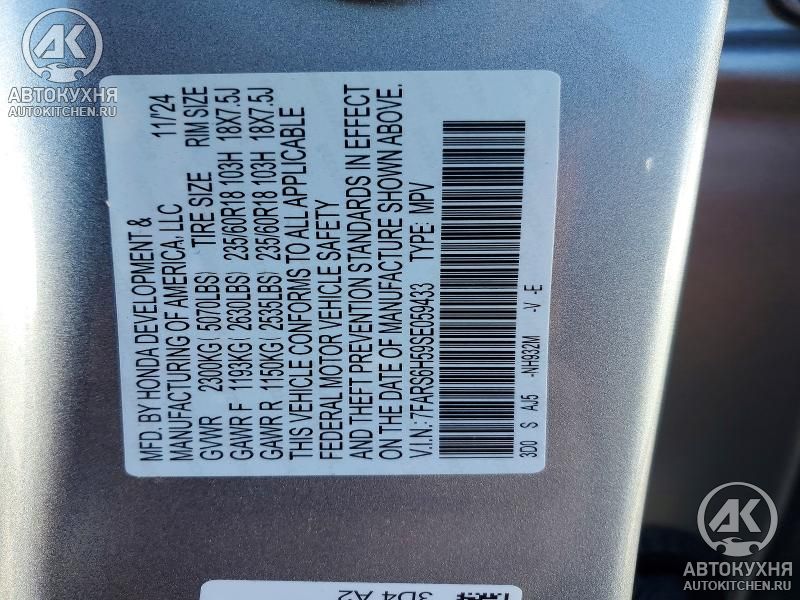 АВТОКУХНЯ
AUTOKITCHEN.RU
MFD. BY HONDA DEVELOPMENT & 11/'24
MANUFACTURING OF AMERICA, LLC
GVWR 2300KG (5070LBS) TIRE SIZE RIM SIZE
GAWR F 1193KG (2630LBS) 235/60R18 103H 18X7.5J
GAWR R 1150KG (2535LBS) 235/60R18 103H 18X7.5J
THIS VEHICLE CONFORMS TO ALL APPLICABLE
FEDERAL MOTOR VEHICLE SAFETY
AND THEFT PREVENTION STANDARDS IN EFFECT
ON THE DATE OF MANUFACTURE SHOWN ABOVE.
V.I.N.: 7FARS6H59SE059433 TYPE: MPV
3D0 S AJ5 -NH932M -V -E
3D4 A2
АК
АВТОКУХНЯ
AUTOKITCHEN.RU